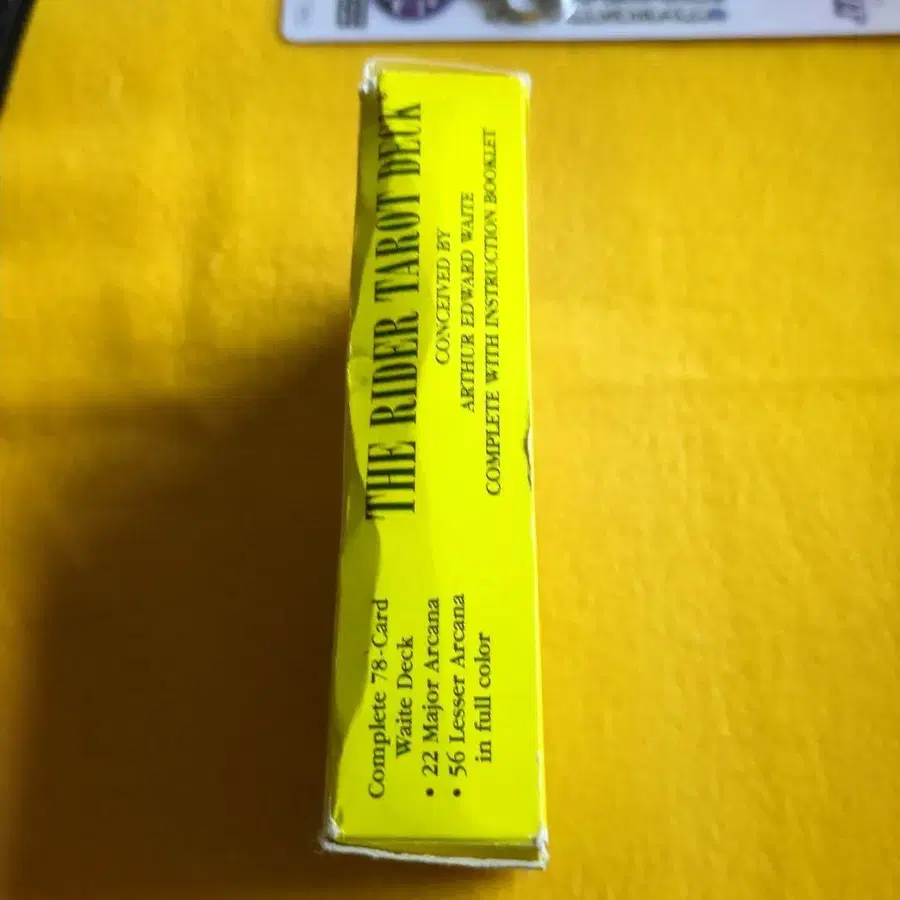 THE RIDER TAROT DECK
CONCEIVED BY
ARTHUR EDWARD WAITE
COMPLETE WITH INSTRUCTION BOOKLET
Complete 78-Card
Waite Deck
• 22 Major Arcana
• 56 Lesser Arcana
in full color